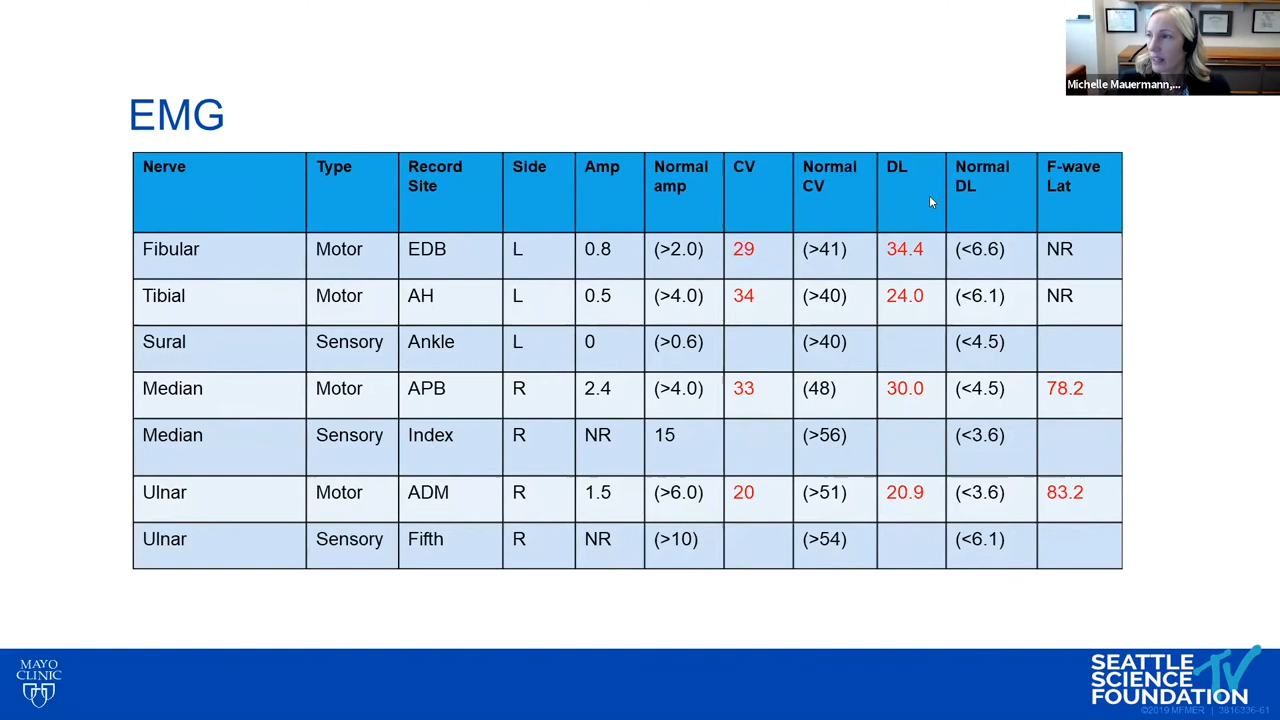 Michelle Mauermann,...
EMG
Nerve Type Record Site Side Amp Normal amp CV Normal CV DL Normal DL F-wave Lat
Fibular Motor EDB L 0.8 (>2.0) 29 (>41) 34.4 (<6.6) NR
Tibial Motor AH L 0.5 (>4.0) 34 (>40) 24.0 (<6.1) NR
Sural Sensory Ankle L 0 (>0.6) (>40) (<4.5)
Median Motor APB R 2.4 (>4.0) 33 (48) 30.0 (<4.5) 78.2
Median Sensory Index R NR 15 (>56) (<3.6)
Ulnar Motor ADM R 1.5 (>6.0) 20 (>51) 20.9 (<3.6) 83.2
Ulnar Sensory Fifth R NR (>10) (>54) (<6.1)
MAYO
CLINIC
SEATTLE
SCIENCE TV
FOUNDATION
©2019 MFMER | 3816336-61